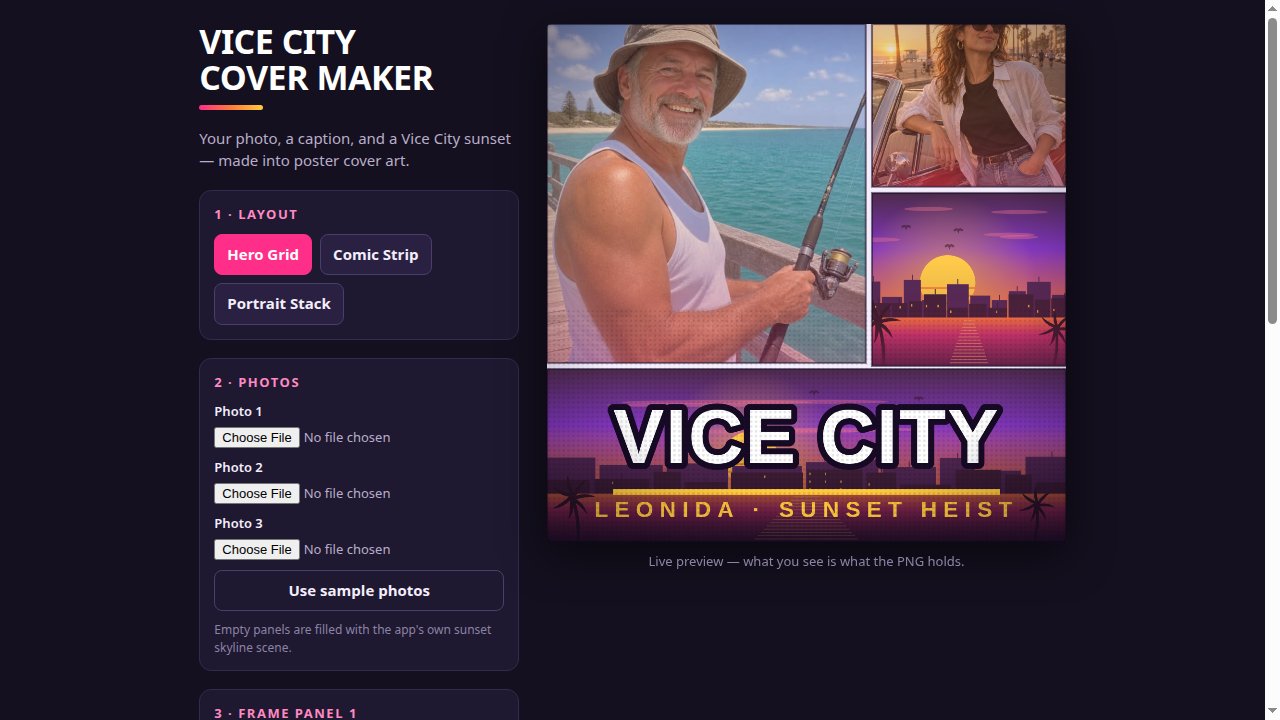 VICE CITY
COVER MAKER
Your photo, a caption, and a Vice City sunset
— made into poster cover art.
1 · LAYOUT
Hero Grid
Comic Strip
Portrait Stack
2 · PHOTOS
Photo 1
Choose File No file chosen
Photo 2
Choose File No file chosen
Photo 3
Choose File No file chosen
Use sample photos
Empty panels are filled with the app's own sunset
skyline scene.
3 · FRAME PANEL 1
VICE CITY
LEONIDA · SUNSET HEIST
Live preview — what you see is what the PNG holds.